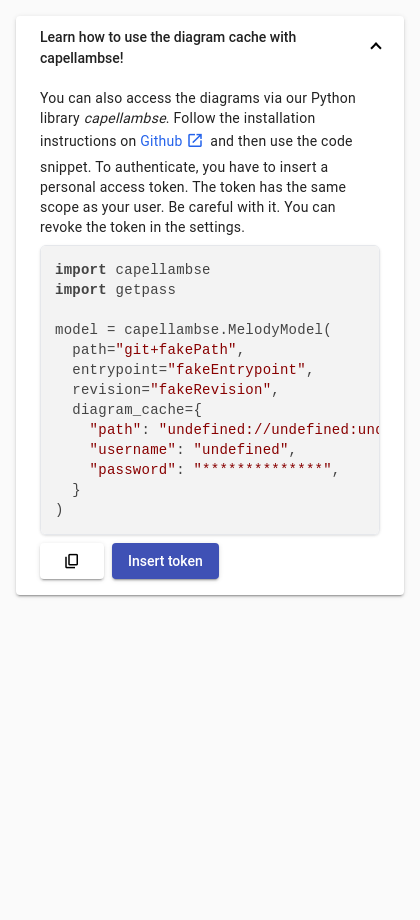 Learn how to use the diagram cache with
capellambse!
You can also access the diagrams via our Python
library capellambse. Follow the installation
instructions on Github and then use the code
snippet. To authenticate, you have to insert a
personal access token. The token has the same
scope as your user. Be careful with it. You can
revoke the token in the settings.
import capellambse
import getpass
model = capellambse.MelodyModel(
  path="git+fakePath",
  entrypoint="fakeEntrypoint",
  revision="fakeRevision",
  diagram_cache={
    "path": "undefined://undefined:und
    "username": "undefined",
    "password": "**************",
  }
)
Insert token